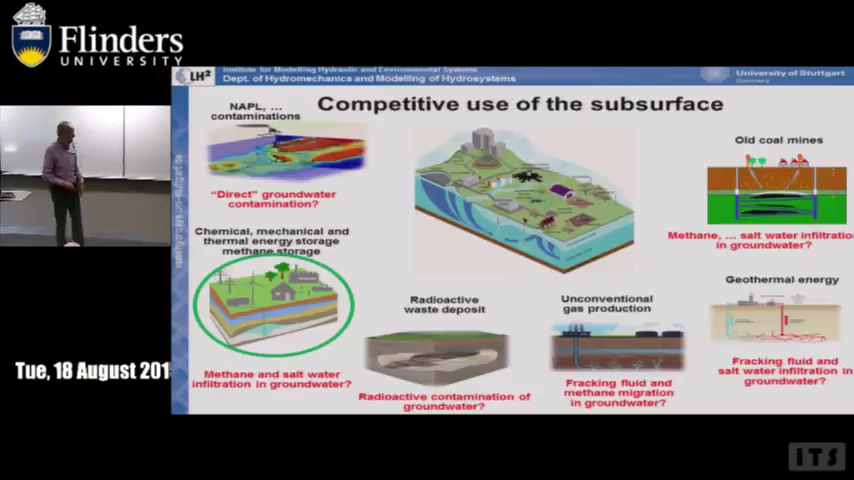 Flinders
UNIVERSITY
LH²
Institute for Modelling Hydraulic and Environmental Systems
Dept. of Hydromechanics and Modelling of Hydrosystems
University of Stuttgart
Germany
Competitive use of the subsurface
NAPL, ...
contaminations
"Direct" groundwater
contamination?
Old coal mines
Methane, ... salt water infiltration
in groundwater?
Chemical, mechanical and
thermal energy storage
methane storage
Methane and salt water
infiltration in groundwater?
Radioactive
waste deposit
Radioactive contamination of
groundwater?
Unconventional
gas production
Fracking fluid and
methane migration
in groundwater?
Geothermal energy
Fracking fluid and
salt water infiltration in
groundwater?
Tue, 18 August 201
ITS